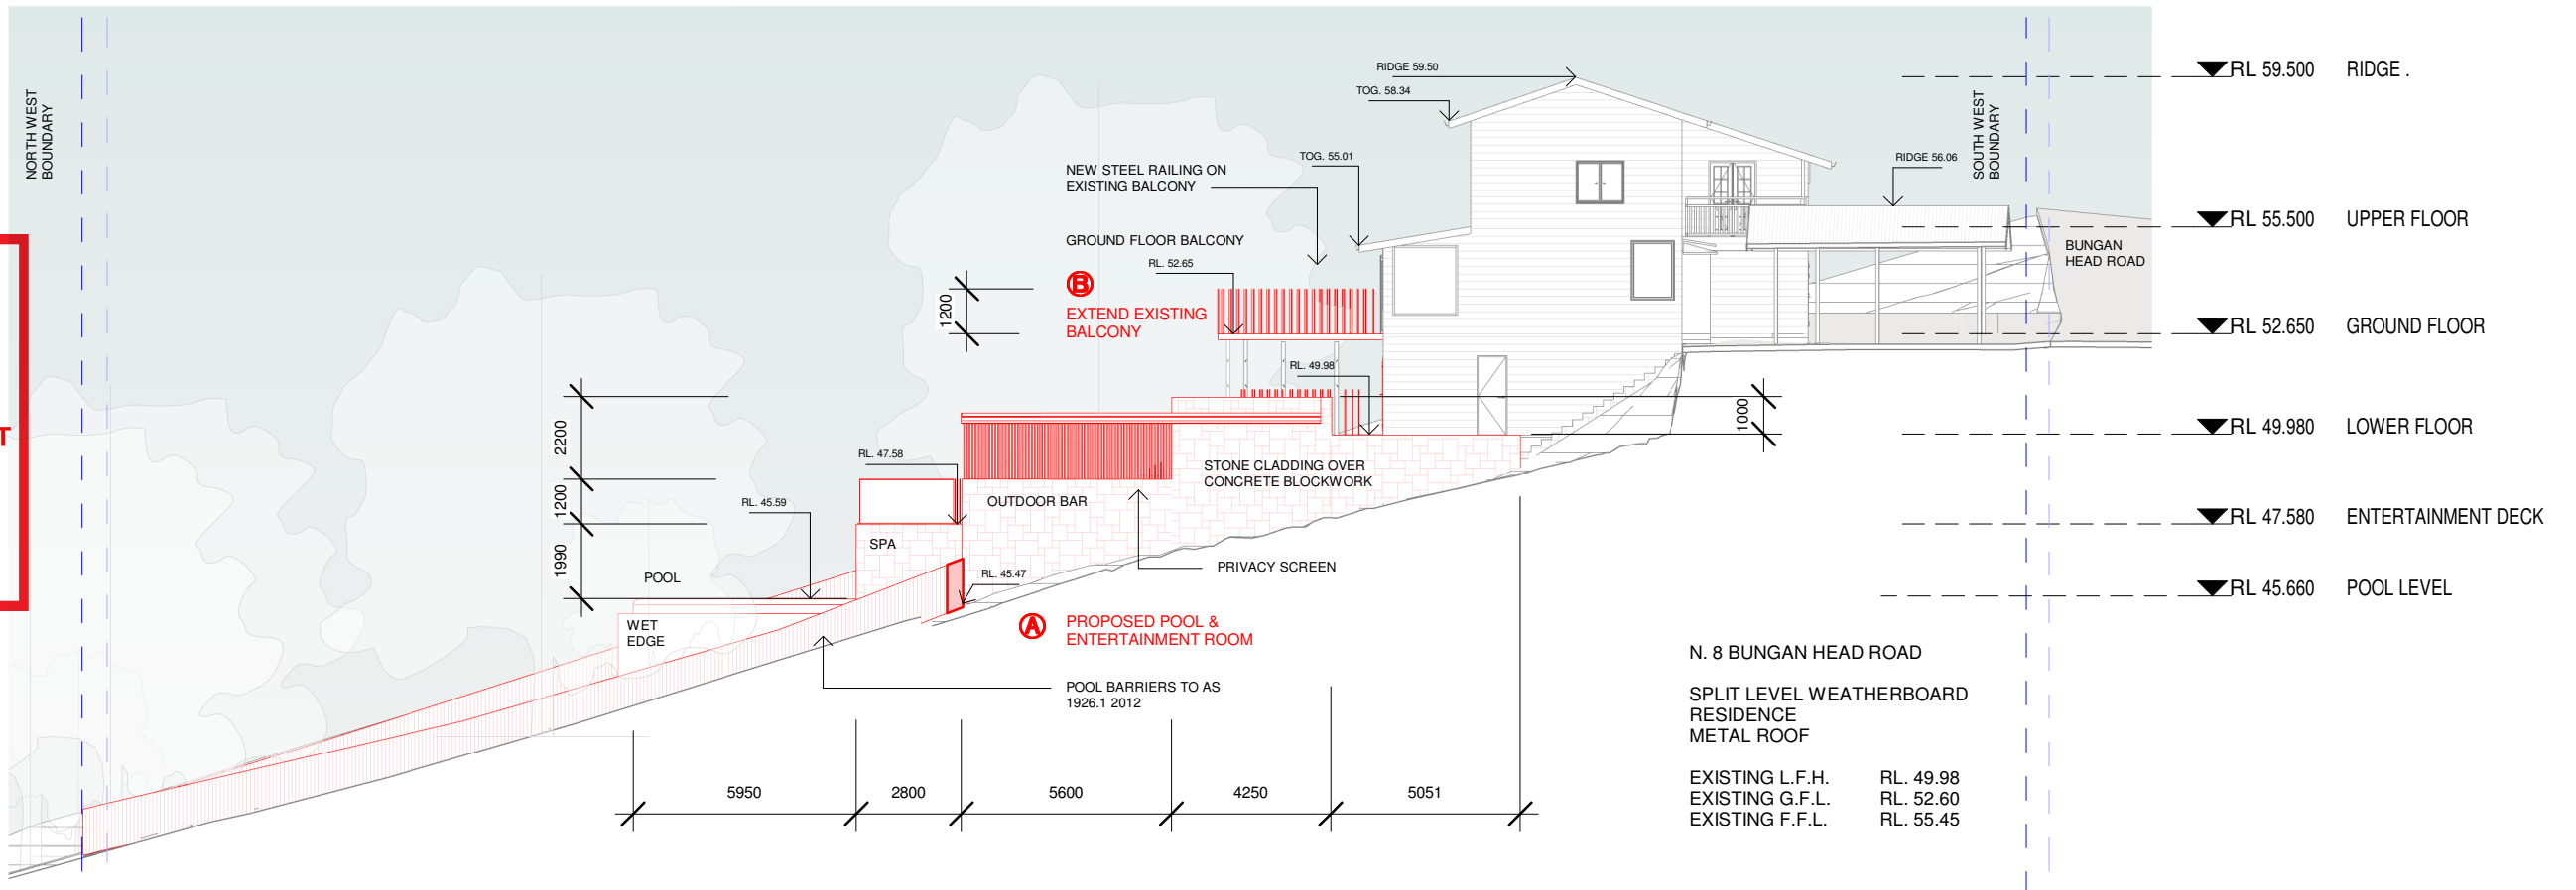 NORTH WEST
BOUNDARY
RIDGE 59.50
TOG. 58.34
TOG. 55.01
NEW STEEL RAILING ON
EXISTING BALCONY
GROUND FLOOR BALCONY
RL. 52.65
B
EXTEND EXISTING
BALCONY
1200
RL. 49.98
RIDGE 56.06
SOUTH WEST
BOUNDARY
BUNGAN
HEAD ROAD
RL 59.500 RIDGE .
RL 55.500 UPPER FLOOR
RL 52.650 GROUND FLOOR
RL 49.980 LOWER FLOOR
RL 47.580 ENTERTAINMENT DECK
RL 45.660 POOL LEVEL
T
2200
1200
1990
1000
RL. 47.58
RL. 45.59
STONE CLADDING OVER
CONCRETE BLOCKWORK
OUTDOOR BAR
SPA
POOL
PRIVACY SCREEN
RL. 45.47
WET
EDGE
A
PROPOSED POOL &
ENTERTAINMENT ROOM
POOL BARRIERS TO AS
1926.1 2012
5950
2800
5600
4250
5051
N. 8 BUNGAN HEAD ROAD
SPLIT LEVEL WEATHERBOARD
RESIDENCE
METAL ROOF
EXISTING L.F.H. RL. 49.98
EXISTING G.F.L. RL. 52.60
EXISTING F.F.L. RL. 55.45